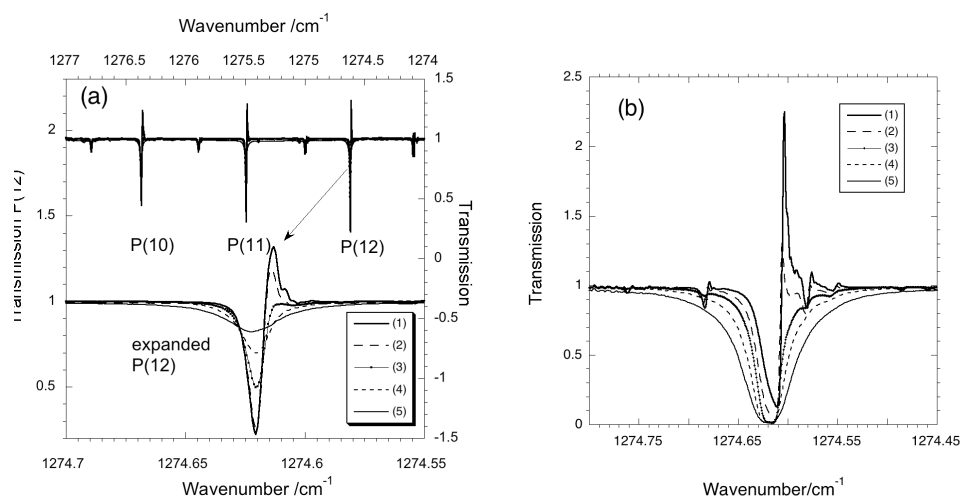 Wavenumber /cm-1
1277 1276.5 1276 1275.5 1275 1274.5 1274
(a)
2
1.5
1
0.5
1.5
1
0.5
0
-0.5
-1
-1.5
P(10) P(11) P(12)
Transmission P(12)
Transmission
expanded
P(12)
(1)
(2)
(3)
(4)
(5)
1274.7 1274.65 1274.6 1274.55
Wavenumber /cm-1
(b)
2.5
2
1.5
1
0.5
0
Transmission
(1)
(2)
(3)
(4)
(5)
1274.75 1274.65 1274.55 1274.45
Wavenumber/cm-1